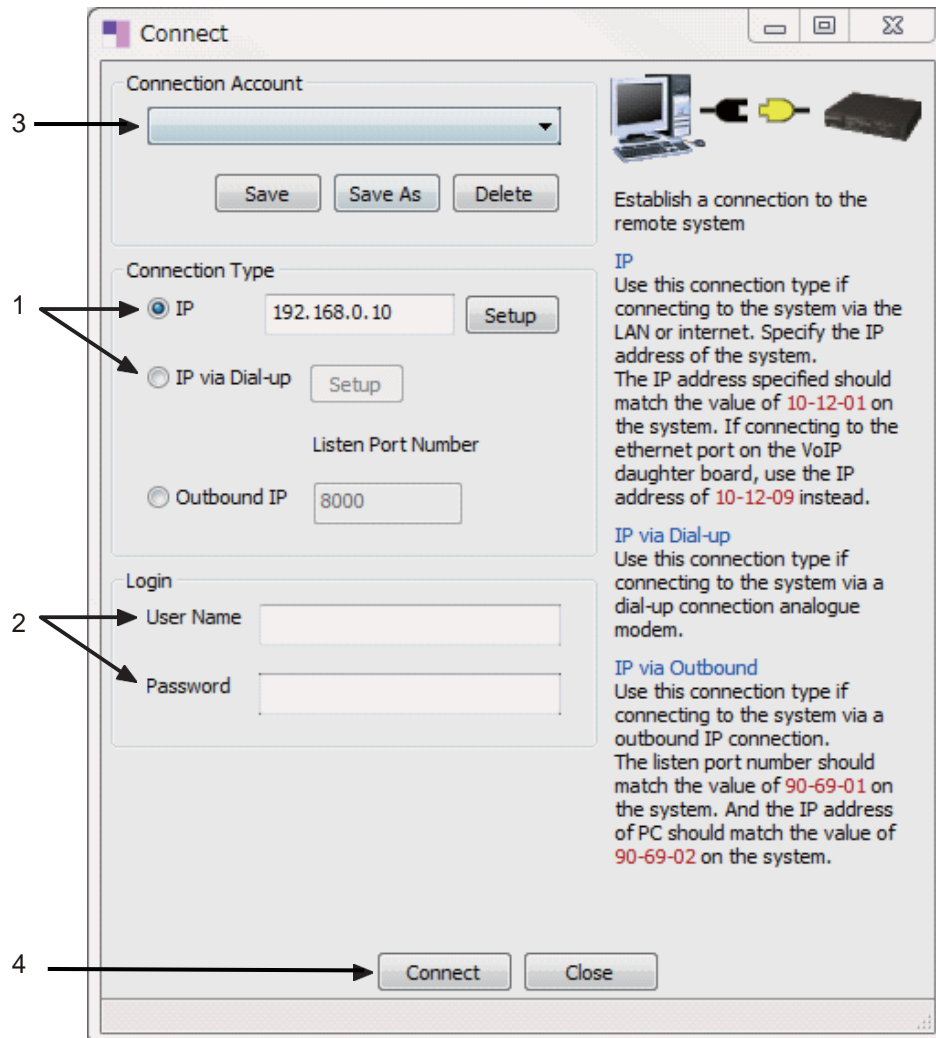 Connect
Connection Account
3
Save Save As Delete
Connection Type
1
IP 192.168.0.10 Setup
IP via Dial-up Setup
Listen Port Number
Outbound IP 8000
Login
2
User Name
Password
Establish a connection to the
remote system
IP
Use this connection type if
connecting to the system via the
LAN or internet. Specify the IP
address of the system.
The IP address specified should
match the value of 10-12-01 on
the system. If connecting to the
ethernet port on the VoIP
daughter board, use the IP
address of 10-12-09 instead.
IP via Dial-up
Use this connection type if
connecting to the system via a
dial-up connection analogue
modem.
IP via Outbound
Use this connection type if
connecting to the system via a
outbound IP connection.
The listen port number should
match the value of 90-69-01 on
the system. And the IP address
of PC should match the value of
90-69-02 on the system.
4
Connect Close